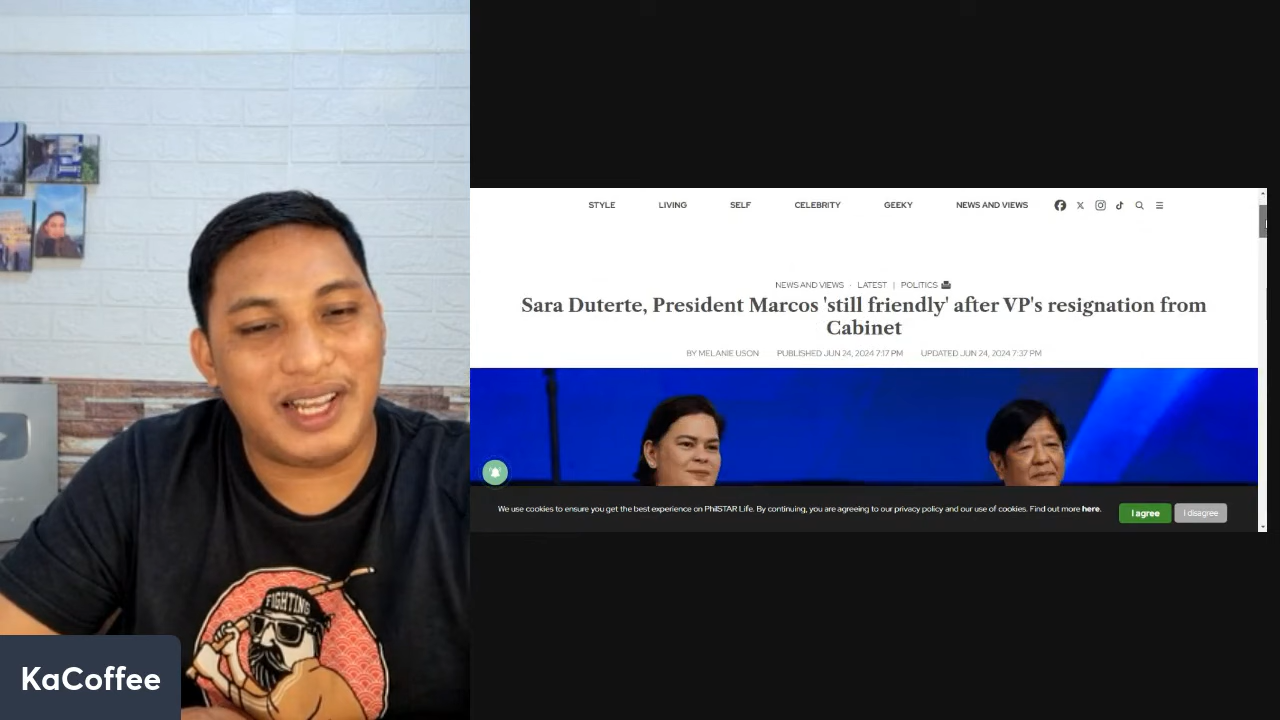 STYLE LIVING SELF CELEBRITY GEEKY NEWS AND VIEWS
NEWS AND VIEWS · LATEST | POLITICS
Sara Duterte, President Marcos 'still friendly' after VP's resignation from
Cabinet
BY MELANIE USON PUBLISHED JUN 24, 2024 7:17 PM UPDATED JUN 24, 2024 7:37 PM
We use cookies to ensure you get the best experience on PhilSTAR Life. By continuing, you are agreeing to our privacy policy and our use of cookies. Find out more here.
I agree I disagree
FIGHTING
KaCoffee